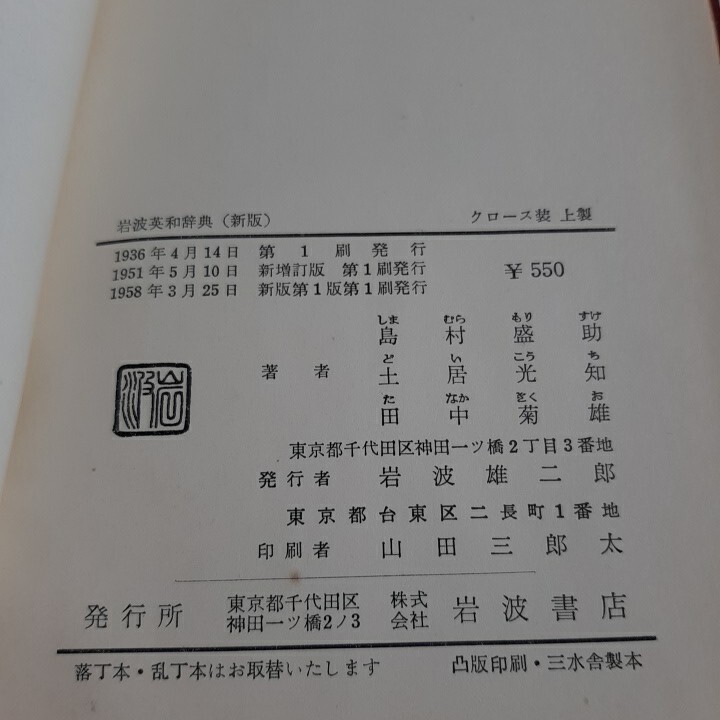 岩波英和辞典（新版） クロース装 上製
1936年4月14日 第1刷発行
1951年5月10日 新増訂版 第1刷発行
1958年3月25日 新版第1版第1刷発行
¥550
しま むら もり すけ
島村盛助
ど い こう ち
著者 土居光知
た なか きく お
田中菊雄
岩波
東京都千代田区神田一ツ橋2丁目3番地
発行者 岩波雄二郎
東京都台東区二長町1番地
印刷者 山田三郎太
発行所 東京都千代田区神田一ツ橋2ノ3 株式会社 岩波書店
落丁本・乱丁本はお取替いたします 凸版印刷・三水舎製本